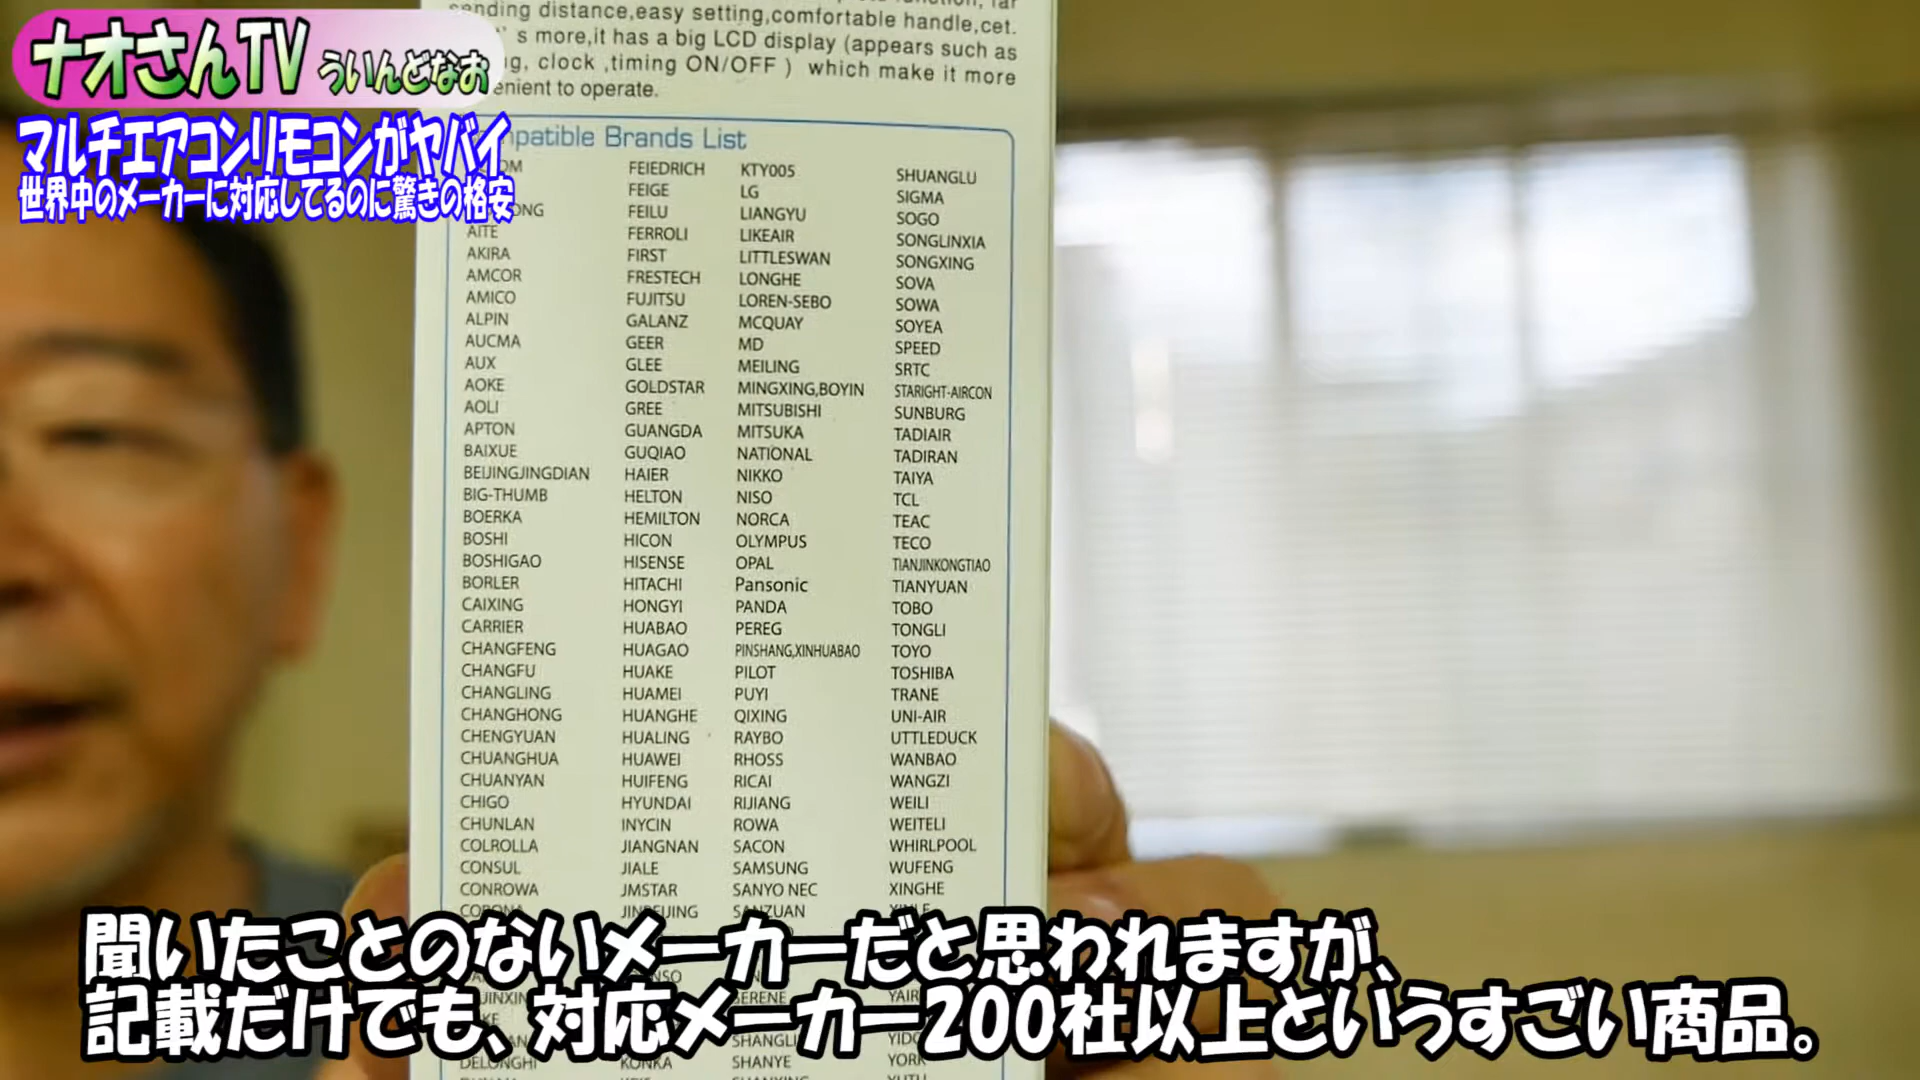 ナオさんTV ういんどなお
マルチエアコンリモコンがヤバイ
世界中のメーカーに対応してるのに驚きの格安
sending distance,easy setting,comfortable handle,cet.
s more,it has a big LCD display (appears such as
clock ,timing ON/OFF ) which make it more
to operate.
Brands List
AITE
AKIRA
AMCOR
AMICO
ALPIN
AUCMA
AUX
AOKE
AOLI
APTON
BAIXUE
BEIJINGJINGDIAN
BIG-THUMB
BOERKA
BOSHI
BOSHIGAO
BORLER
CAIXING
CARRIER
CHANGFENG
CHANGFU
CHANGLING
CHANGHONG
CHENGYUAN
CHUANGHUA
CHUANYAN
CHIGO
CHUNLAN
COLROLLA
CONSUL
CONROWA
CORONA
DELONGHI
FEIEDRICH
FEIGE
FEILU
FERROLI
FIRST
FRESTECH
FUJITSU
GALANZ
GEER
GLEE
GOLDSTAR
GREE
GUANGDA
GUQIAO
HAIER
HELTON
HEMILTON
HICON
HISENSE
HITACHI
HONGYI
HUABAO
HUAGAO
HUAKE
HUAMEI
HUANGHE
HUALING
HUAWEI
HUIFENG
HYUNDAI
INYCIN
JIANGNAN
JIALE
JMSTAR
KONKA
KTY005
LG
LIANGYU
LIKEAIR
LITTLESWAN
LONGHE
LOREN-SEBO
MCQUAY
MD
MEILING
MINGXING,BOYIN
MITSUBISHI
MITSUKA
NATIONAL
NIKKO
NISO
NORCA
OLYMPUS
OPAL
Pansonic
PANDA
PEREG
PINSHANG,XINHUABAO
PILOT
PUYI
QIXING
RAYBO
RHOSS
RICAI
RIJIANG
ROWA
SACON
SAMSUNG
SANYO NEC
SANZUAN
SERENE
SHANYE
SHUANGLU
SIGMA
SOGO
SONGLINXIA
SONGXING
SOVA
SOWA
SOYEA
SPEED
SRTC
STARIGHT-AIRCON
SUNBURG
TADIAIR
TADIRAN
TAIYA
TCL
TEAC
TECO
TIANJINKONGTIAO
TIANYUAN
TOBO
TONGLI
TOYO
TOSHIBA
TRANE
UNI-AIR
UTTLEDUCK
WANBAO
WANGZI
WEILI
WEITELI
WHIRLPOOL
WUFENG
XINGHE
YORK
聞いたことのないメーカーだと思われますが、
記載だけでも、対応メーカー200社以上というすごい商品。